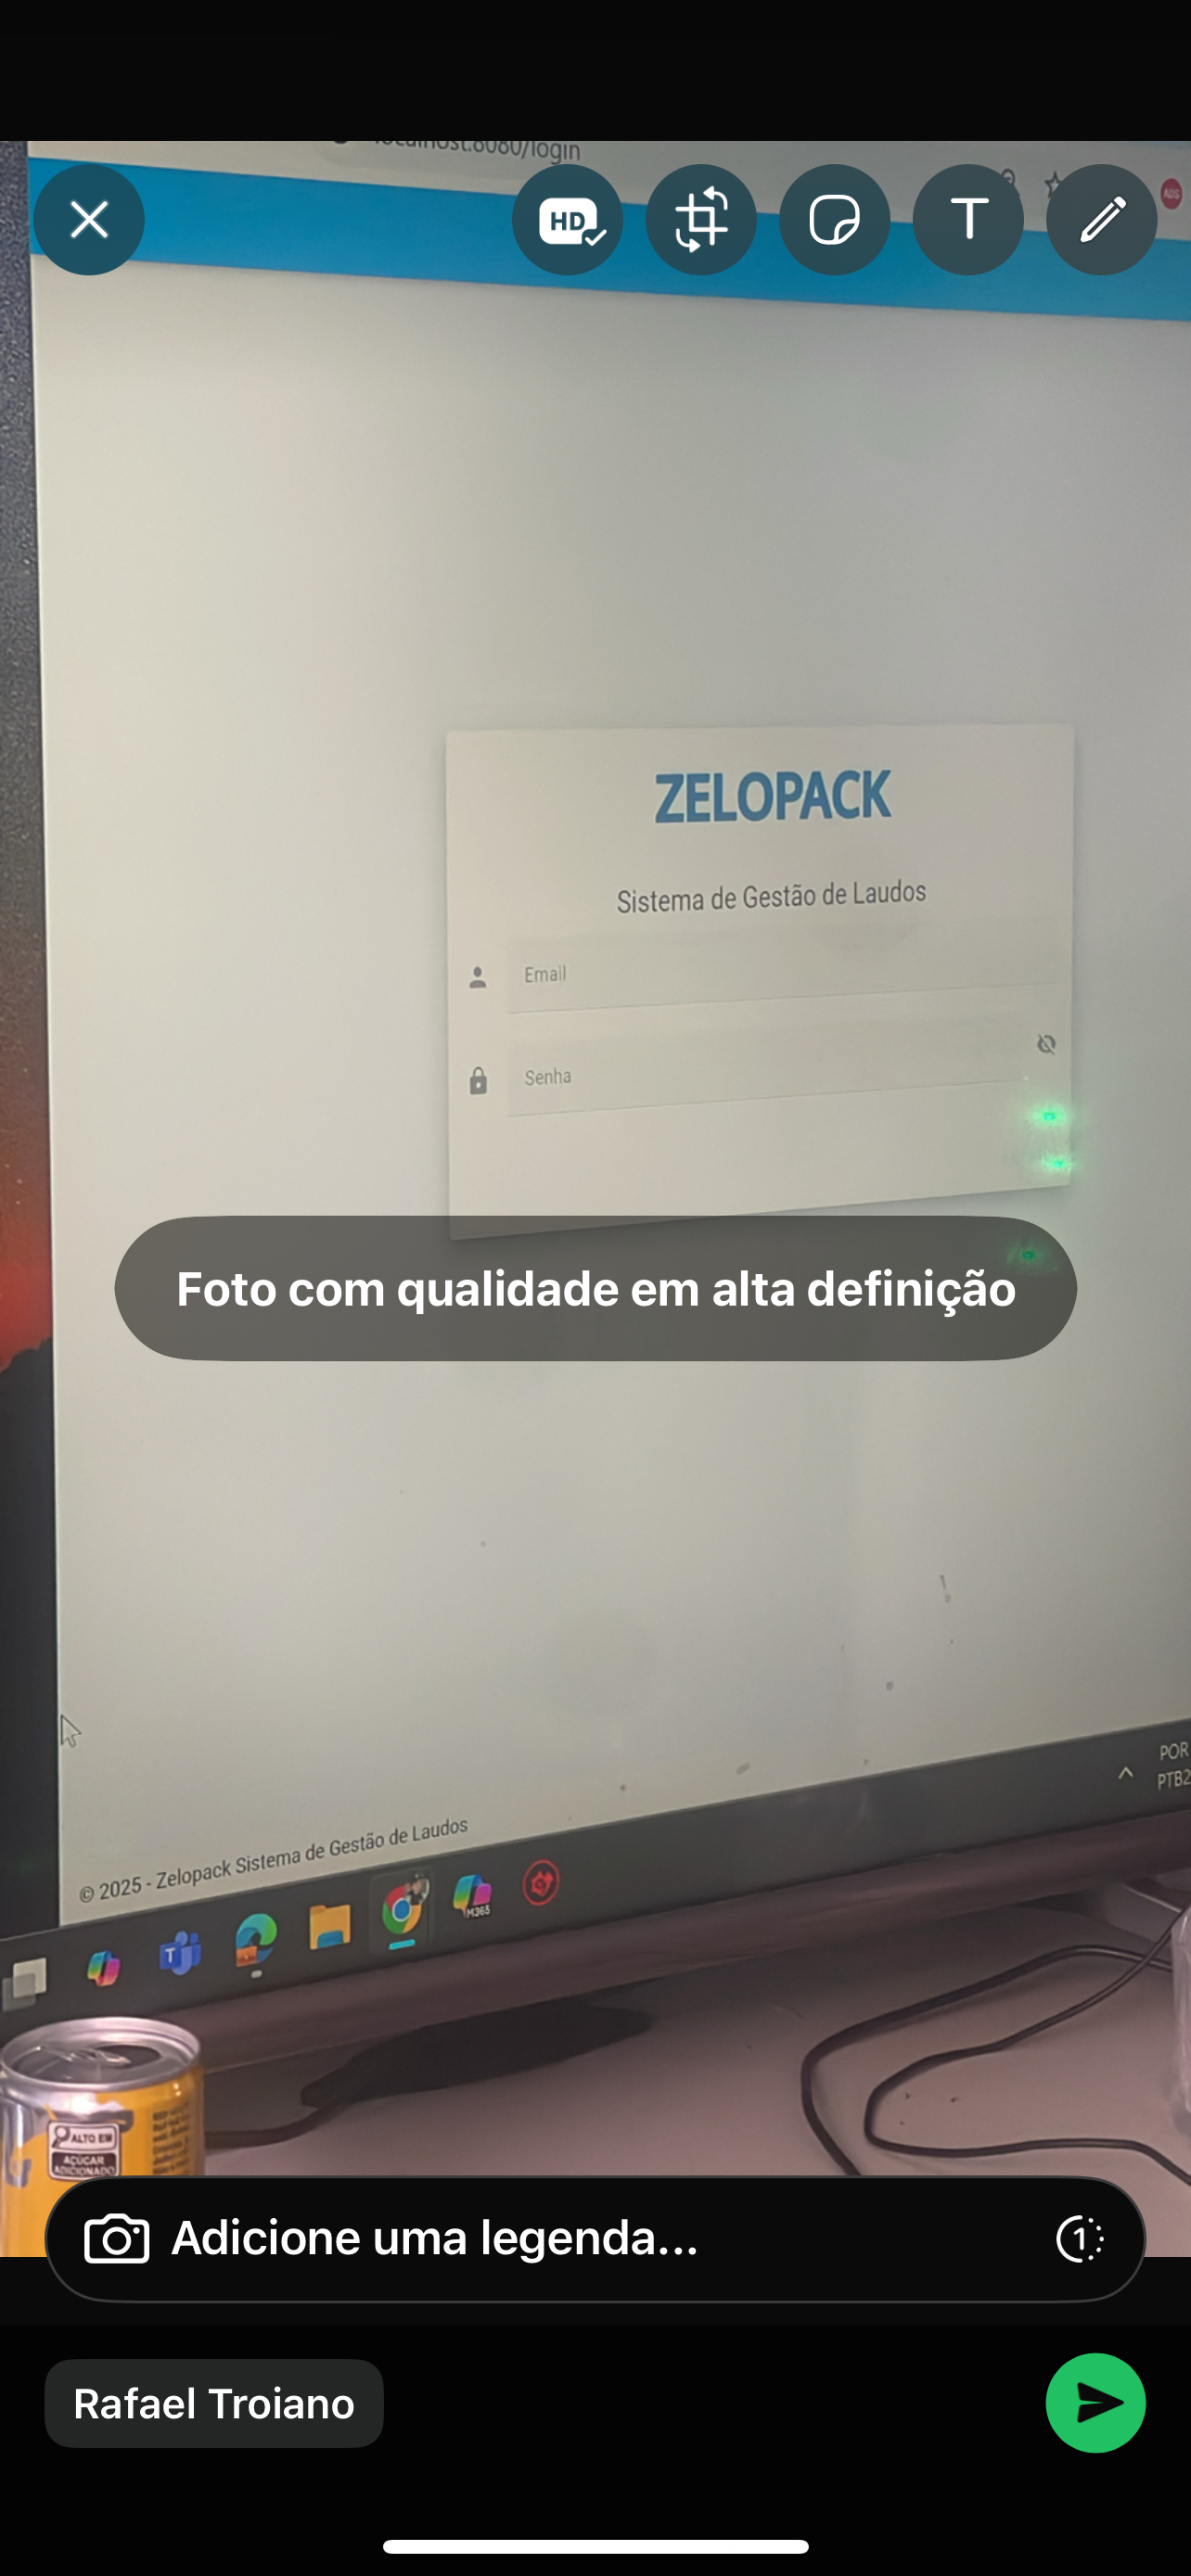 localhost:8080/login
HD
T
ADS
ZELOPACK
Sistema de Gestão de Laudos
Email
Senha
Foto com qualidade em alta definição
POR
PTB2
© 2025 - Zelopack Sistema de Gestão de Laudos
T
M365
ALTO EM
AÇÚCAR
ADICIONADO
Adicione uma legenda...
1
Rafael Troiano